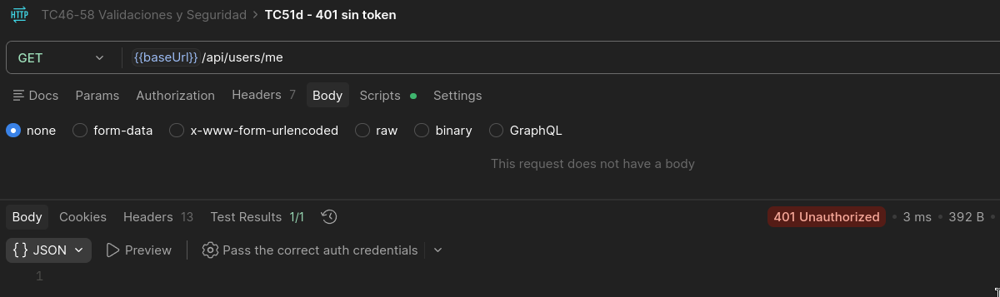 HTTP TC46-58 Validaciones y Seguridad > TC51d - 401 sin token
GET {{baseUrl}} /api/users/me
Docs Params Authorization Headers 7 Body Scripts Settings
none form-data x-www-form-urlencoded raw binary GraphQL
This request does not have a body
Body Cookies Headers 13 Test Results 1/1 401 Unauthorized • 3 ms • 392 B •
{} JSON Preview Pass the correct auth credentials
1